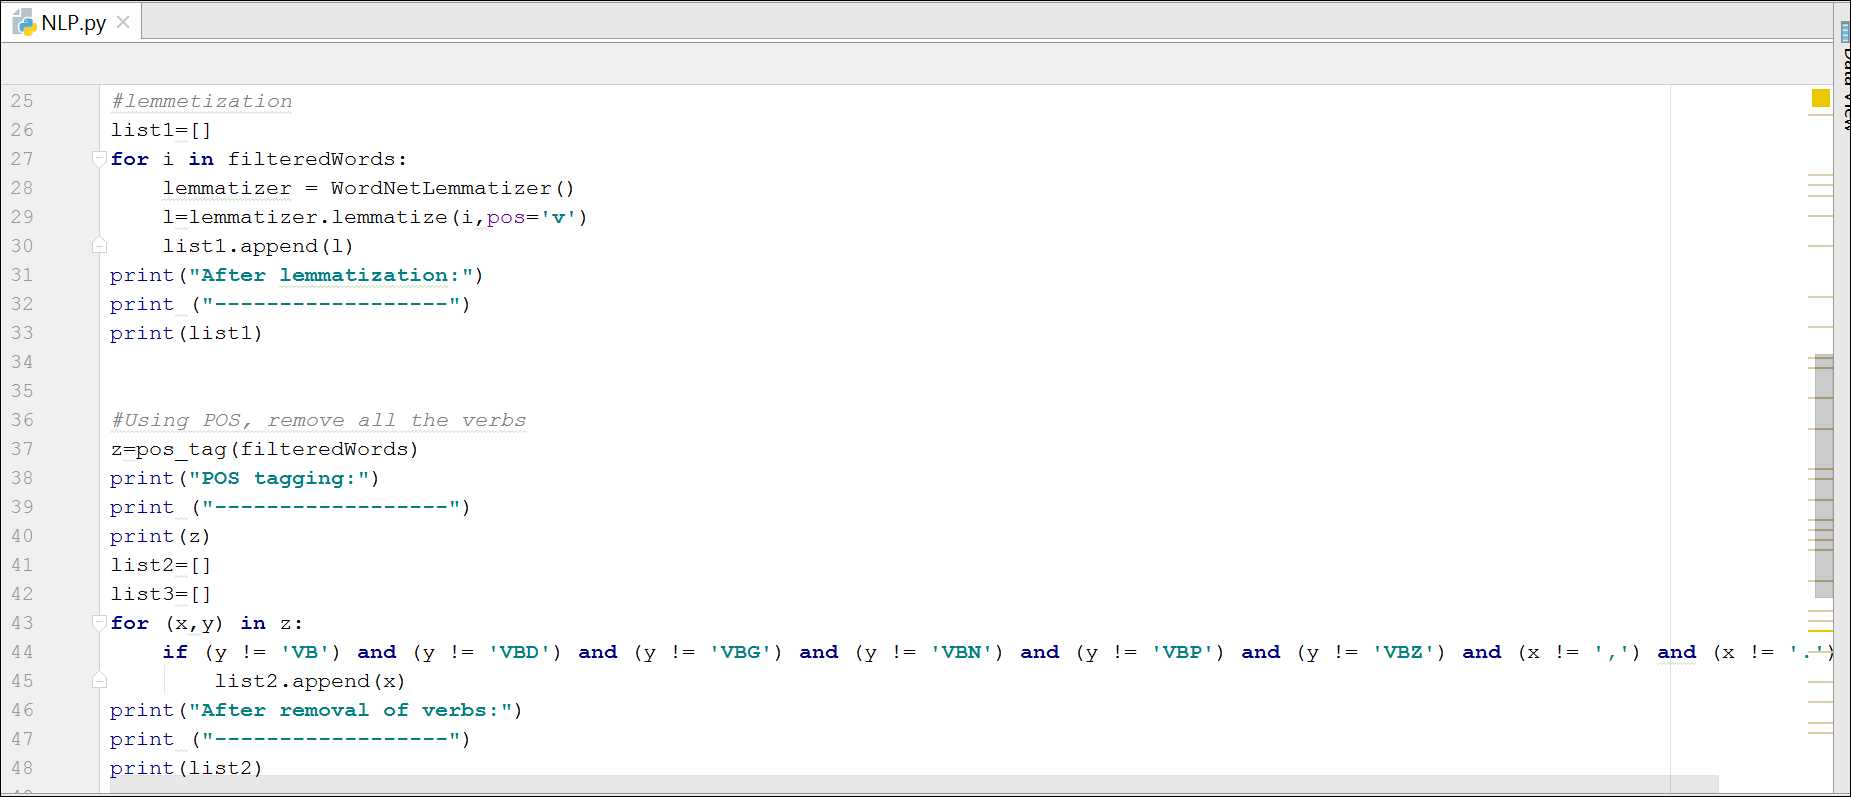 NLP.py
Data View
25 #lemmetization
26 list1=[]
27 for i in filteredWords:
28     lemmatizer = WordNetLemmatizer()
29     l=lemmatizer.lemmatize(i,pos='v')
30     list1.append(l)
31 print("After lemmatization:")
32 print ("------------------")
33 print(list1)
34
35
36 #Using POS, remove all the verbs
37 z=pos_tag(filteredWords)
38 print("POS tagging:")
39 print ("------------------")
40 print(z)
41 list2=[]
42 list3=[]
43 for (x,y) in z:
44     if (y != 'VB') and (y != 'VBD') and (y != 'VBG') and (y != 'VBN') and (y != 'VBP') and (y != 'VBZ') and (x != ',') and (x != '.')
45         list2.append(x)
46 print("After removal of verbs:")
47 print ("------------------")
48 print(list2)